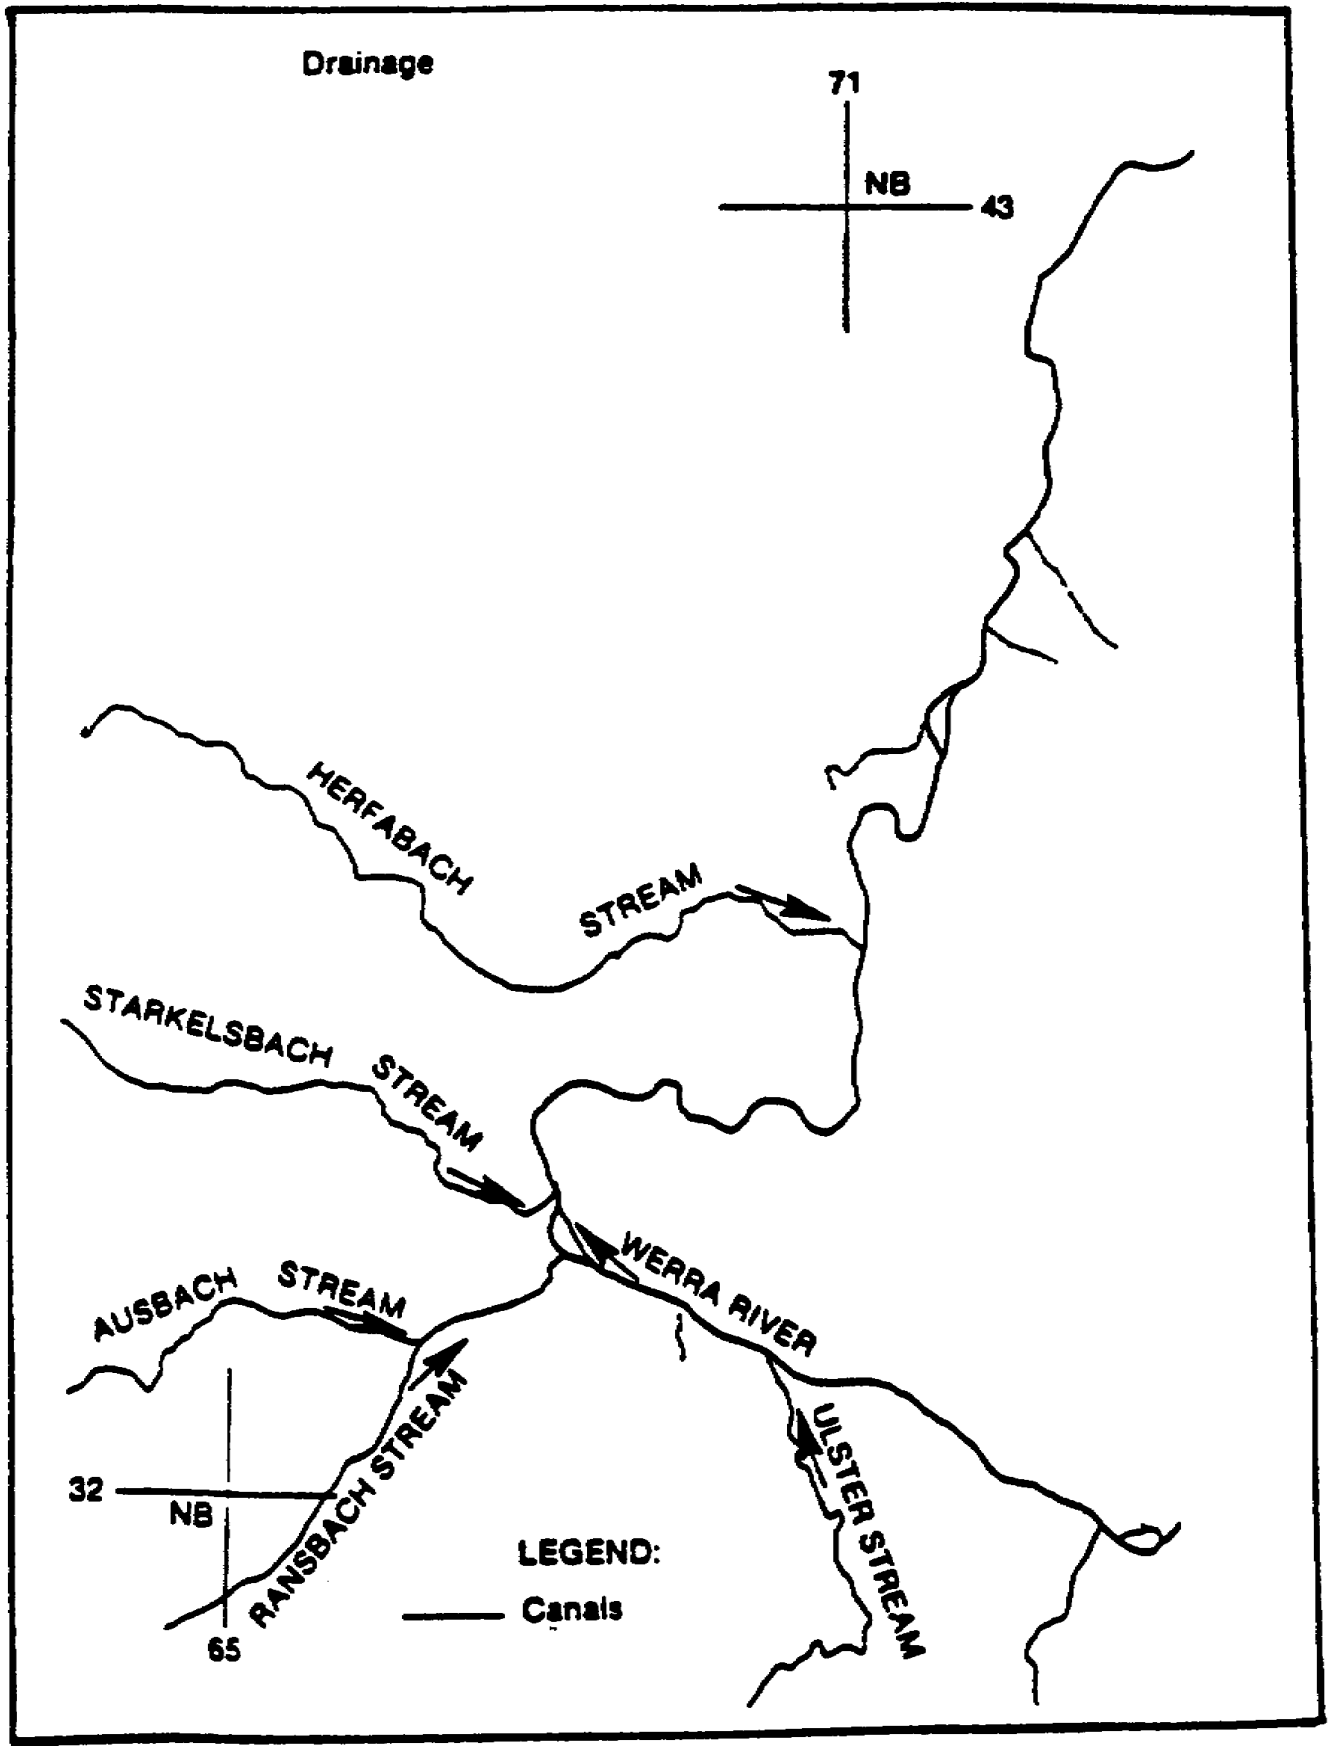 Drainage
71
NB
43
HERFABACH STREAM
STARKELSBACH STREAM
WERRA RIVER
AUSBACH STREAM
RANSBACH STREAM
ULSTER STREAM
32
NB
65
LEGEND:
Canals